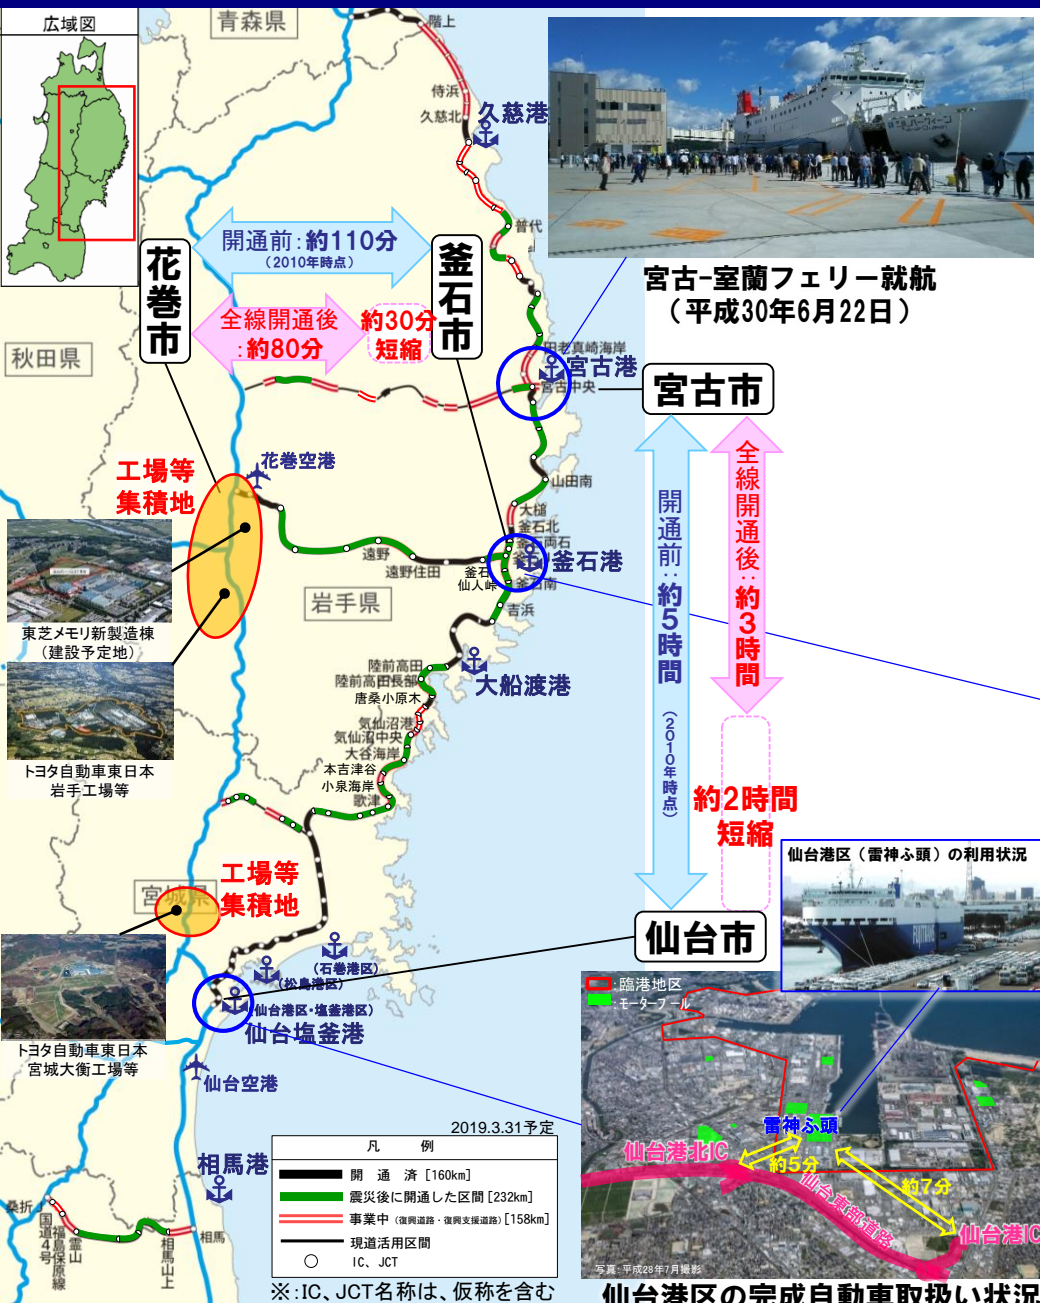 広域図
青森県
階上
侍浜
久慈北
久慈港
普代
宮古-室蘭フェリー就航
（平成30年6月22日）
開通前：約110分
（2010年時点）
花巻市
釜石市
全線開通後
：約80分
約30分
短縮
秋田県
田老真崎海岸
宮古港
宮古中央
宮古市
工場等
集積地
花巻空港
山田南
大槌
釜石北
釜石両石
釜石港
遠野
遠野住田
釜石
仙人峠
釜石南
岩手県
吉浜
東芝メモリ新製造棟
（建設予定地）
開通前：約5時間（2010年時点）
全線開通後：約3時間
陸前高田
陸前高田長部
大船渡港
唐桑小原木
気仙沼港
気仙沼中央
大谷海岸
本吉津谷
小泉海岸
歌津
トヨタ自動車東日本
岩手工場等
約2時間
短縮
仙台港区（雷神ふ頭）の利用状況
工場等
集積地
宮城県
仙台市
（石巻港区）
（松島港区）
（仙台港区・塩釜港区）
仙台塩釜港
トヨタ自動車東日本
宮城大衡工場等
仙台空港
：臨港地区
：モータープール
雷神ふ頭
仙台港北IC
約5分
約7分
仙台東部道路
仙台港IC
写真：平成28年7月撮影
仙台港区の完成自動車取扱い状況
2019.3.31予定
凡　例
開　通　済［160km］
震災後に開通した区間［232km］
事業中（復興道路・復興支援道路）［158km］
現道活用区間
IC、JCT
※：IC、JCT名称は、仮称を含む
相馬港
桑折J
国道4号
福島保原線
霊山
相馬山上
相馬